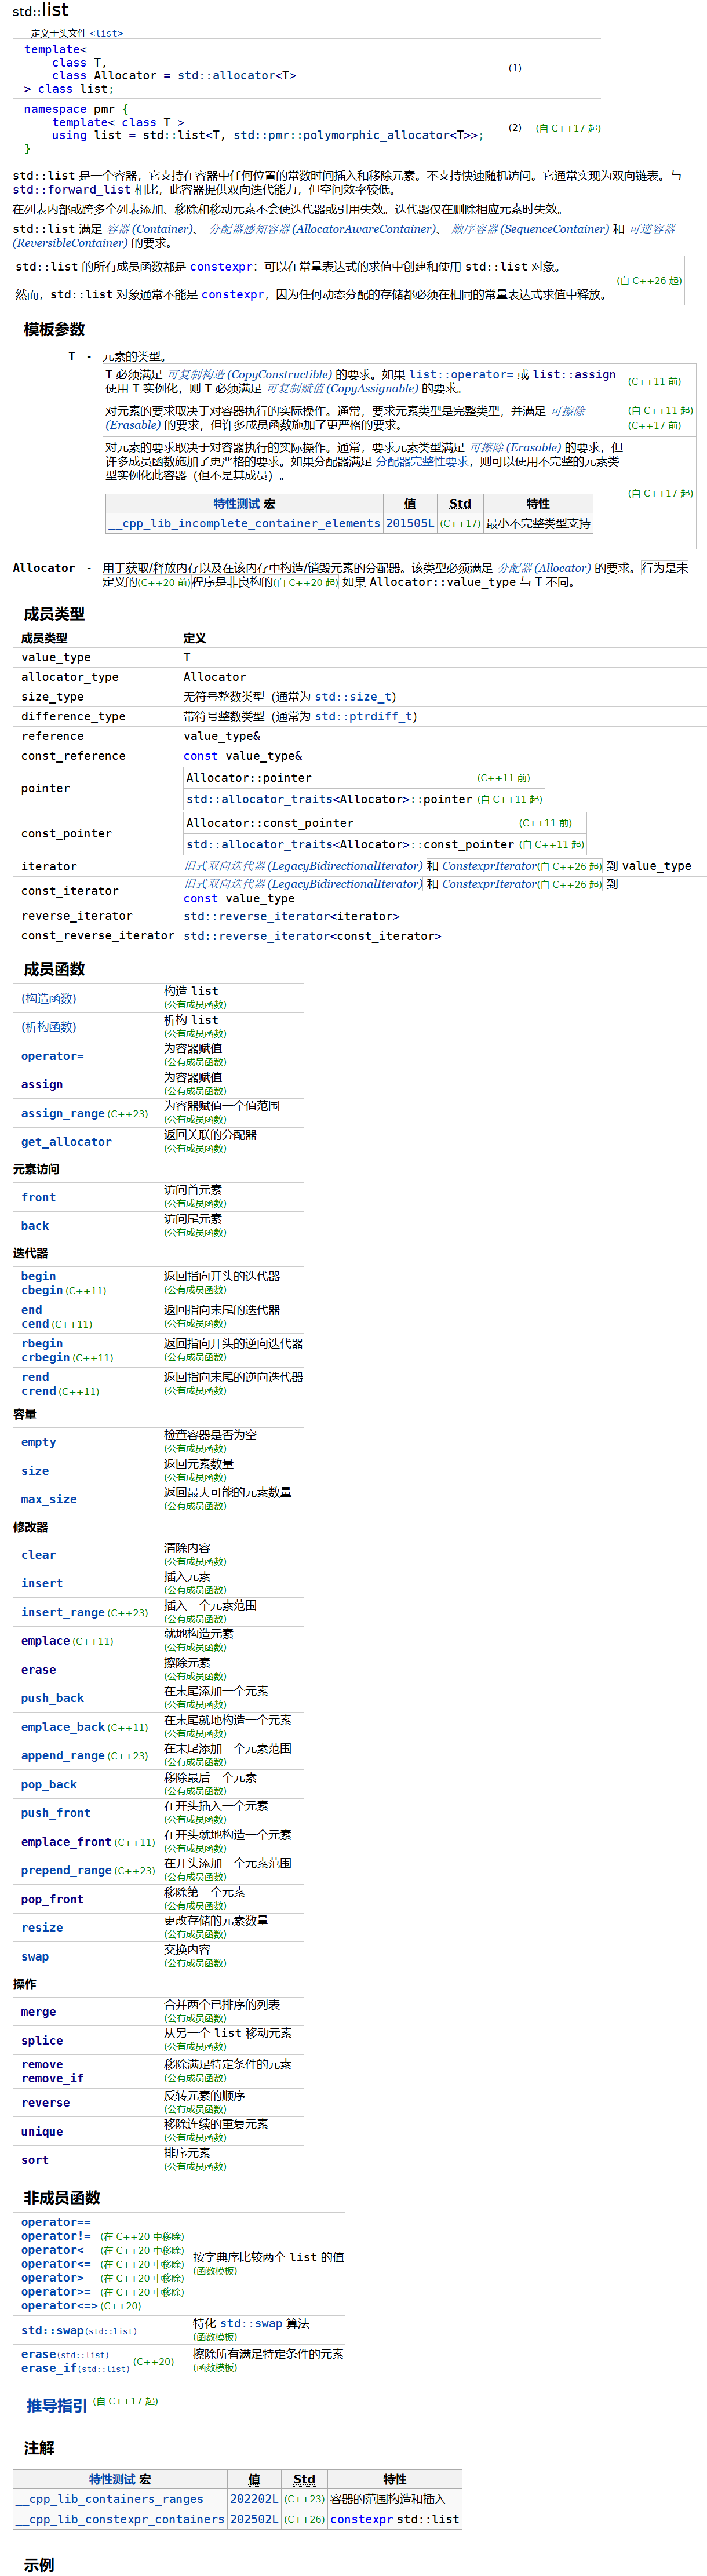 std::list
定义于头文件 <list>
template<
    class T,
    class Allocator = std::allocator<T>
> class list;
(1)
namespace pmr {
    template< class T >
    using list = std::list<T, std::pmr::polymorphic_allocator<T>>;
}
(2) (自 C++17 起)
std::list 是一个容器，它支持在容器中任何位置的常数时间插入和移除元素。不支持快速随机访问。它通常实现为双向链表。与
std::forward_list 相比，此容器提供双向迭代能力，但空间效率较低。
在列表内部或跨多个列表添加、移除和移动元素不会使迭代器或引用失效。迭代器仅在删除相应元素时失效。
std::list 满足 容器 (Container)、 分配器感知容器 (AllocatorAwareContainer)、 顺序容器 (SequenceContainer) 和 可逆容器
(ReversibleContainer) 的要求。
std::list 的所有成员函数都是 constexpr：可以在常量表达式的求值中创建和使用 std::list 对象。
(自 C++26 起)
然而，std::list 对象通常不能是 constexpr，因为任何动态分配的存储都必须在相同的常量表达式求值中释放。
模板参数
T - 元素的类型。
T 必须满足 可复制构造 (CopyConstructible) 的要求。如果 list::operator= 或 list::assign
使用 T 实例化，则 T 必须满足 可复制赋值 (CopyAssignable) 的要求。
(C++11 前)
对元素的要求取决于对容器执行的实际操作。通常，要求元素类型是完整类型，并满足 可擦除
(Erasable) 的要求，但许多成员函数施加了更严格的要求。
(自 C++11 起)
(C++17 前)
对元素的要求取决于对容器执行的实际操作。通常，要求元素类型满足 可擦除 (Erasable) 的要求，但
许多成员函数施加了更严格的要求。如果分配器满足 分配器完整性要求，则可以使用不完整的元素类
型实例化此容器（但不是其成员）。
(自 C++17 起)
特性测试 宏 值 Std 特性
__cpp_lib_incomplete_container_elements 201505L (C++17) 最小不完整类型支持
Allocator - 用于获取/释放内存以及在该内存中构造/销毁元素的分配器。该类型必须满足 分配器 (Allocator) 的要求。行为是未
定义的(C++20 前)程序是非良构的(自 C++20 起) 如果 Allocator::value_type 与 T 不同。
成员类型
成员类型 定义
value_type T
allocator_type Allocator
size_type 无符号整数类型（通常为 std::size_t）
difference_type 带符号整数类型（通常为 std::ptrdiff_t）
reference value_type&
const_reference const value_type&
pointer
Allocator::pointer (C++11 前)
std::allocator_traits<Allocator>::pointer (自 C++11 起)
const_pointer
Allocator::const_pointer (C++11 前)
std::allocator_traits<Allocator>::const_pointer (自 C++11 起)
iterator 旧式双向迭代器 (LegacyBidirectionalIterator) 和 ConstexprIterator(自 C++26 起) 到 value_type
const_iterator 旧式双向迭代器 (LegacyBidirectionalIterator) 和 ConstexprIterator(自 C++26 起) 到
const value_type
reverse_iterator std::reverse_iterator<iterator>
const_reverse_iterator std::reverse_iterator<const_iterator>
成员函数
(构造函数) 构造 list
(公有成员函数)
(析构函数) 析构 list
(公有成员函数)
operator= 为容器赋值
(公有成员函数)
assign 为容器赋值
(公有成员函数)
assign_range (C++23) 为容器赋值一个值范围
(公有成员函数)
get_allocator 返回关联的分配器
(公有成员函数)
元素访问
front 访问首元素
(公有成员函数)
back 访问尾元素
(公有成员函数)
迭代器
begin
cbegin (C++11)
返回指向开头的迭代器
(公有成员函数)
end
cend (C++11)
返回指向末尾的迭代器
(公有成员函数)
rbegin
crbegin (C++11)
返回指向开头的逆向迭代器
(公有成员函数)
rend
crend (C++11)
返回指向末尾的逆向迭代器
(公有成员函数)
容量
empty 检查容器是否为空
(公有成员函数)
size 返回元素数量
(公有成员函数)
max_size 返回最大可能的元素数量
(公有成员函数)
修改器
clear 清除内容
(公有成员函数)
insert 插入元素
(公有成员函数)
insert_range (C++23) 插入一个元素范围
(公有成员函数)
emplace (C++11) 就地构造元素
(公有成员函数)
erase 擦除元素
(公有成员函数)
push_back 在末尾添加一个元素
(公有成员函数)
emplace_back (C++11) 在末尾就地构造一个元素
(公有成员函数)
append_range (C++23) 在末尾添加一个元素范围
(公有成员函数)
pop_back 移除最后一个元素
(公有成员函数)
push_front 在开头插入一个元素
(公有成员函数)
emplace_front (C++11) 在开头就地构造一个元素
(公有成员函数)
prepend_range (C++23) 在开头添加一个元素范围
(公有成员函数)
pop_front 移除第一个元素
(公有成员函数)
resize 更改存储的元素数量
(公有成员函数)
swap 交换内容
(公有成员函数)
操作
merge 合并两个已排序的列表
(公有成员函数)
splice 从另一个 list 移动元素
(公有成员函数)
remove
remove_if
移除满足特定条件的元素
(公有成员函数)
reverse 反转元素的顺序
(公有成员函数)
unique 移除连续的重复元素
(公有成员函数)
sort 排序元素
(公有成员函数)
非成员函数
operator==
operator!= (在 C++20 中移除)
operator< (在 C++20 中移除)
operator<= (在 C++20 中移除)
operator> (在 C++20 中移除)
operator>= (在 C++20 中移除)
operator<=> (C++20)
按字典序比较两个 list 的值
(函数模板)
std::swap(std::list) 特化 std::swap 算法
(函数模板)
erase(std::list)
erase_if(std::list)
(C++20)
擦除所有满足特定条件的元素
(函数模板)
推导指引 (自 C++17 起)
注解
特性测试 宏 值 Std 特性
__cpp_lib_containers_ranges 202202L (C++23) 容器的范围构造和插入
__cpp_lib_constexpr_containers 202502L (C++26) constexpr std::list
示例